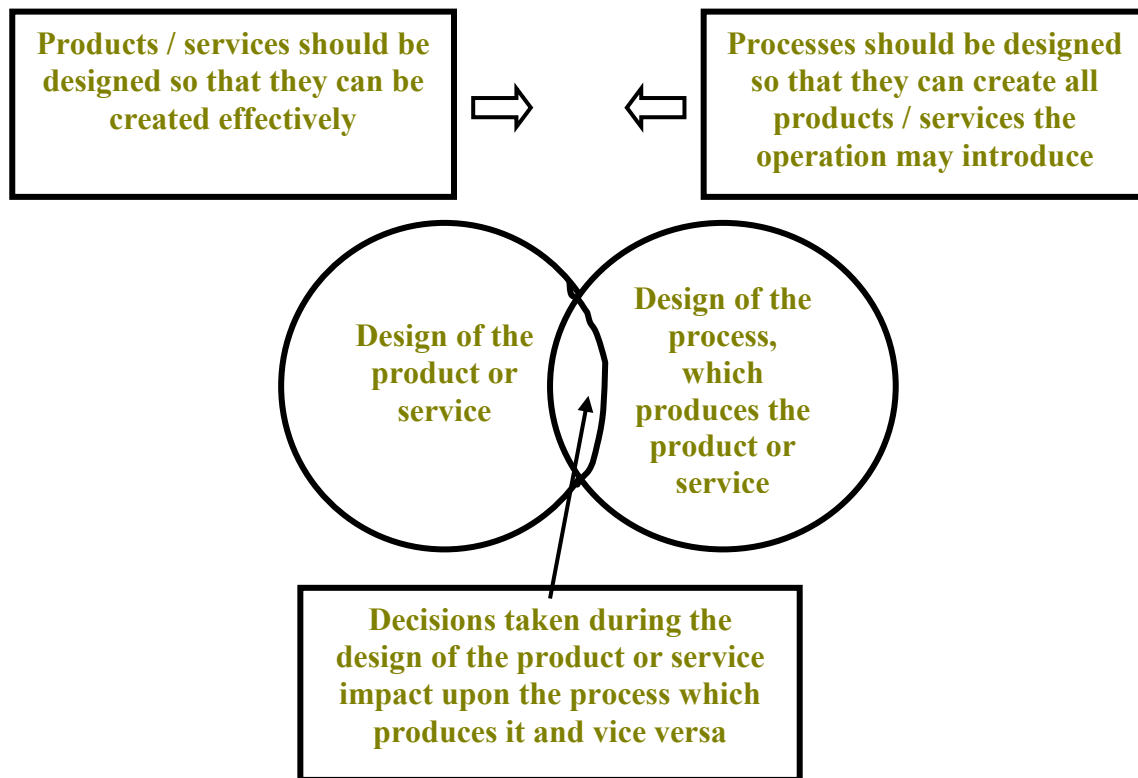 Products / services should be
designed so that they can be
created effectively
Processes should be designed
so that they can create all
products / services the
operation may introduce
Design of the
product or
service
Design of the
process,
which
produces the
product or
service
Decisions taken during the
design of the product or service
impact upon the process which
produces it and vice versa